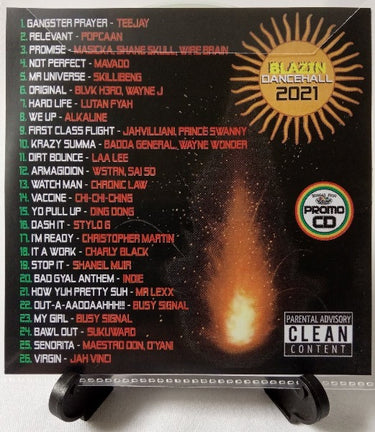 1. GANGSTER PRAYER - TEEJAY
2. RELEVANT - POPCAAN
3. PROMISE - MASICKA, SHANE SKULL, WIRE BRAIN
4. NOT PERFECT - MAVADO
5. MR UNIVERSE - SKILLIBENG
6. ORIGINAL - BLVK H3RO, WAYNE J
7. HARD LIFE - LUTAN FYAH
8. WE UP - ALKALINE
9. FIRST CLASS FLIGHT - JAHVILLIANI, PRINCE SWANNY
10. KRAZY SUMMA - BADDA GENERAL, WAYNE WONDER
11. DIRT BOUNCE - LAA LEE
12. ARMAGIDION - WSTRN, SAI SO
13. WATCH MAN - CHRONIC LAW
14. VACCINE - CHI-CHI-CHING
15. YO PULL UP - DING DONG
16. DASH IT - STYLO G
17. I'M READY - CHRISTOPHER MARTIN
18. IT A WORK - CHARLY BLACK
19. STOP IT - SHANEIL MUIR
20. BAD GYAL ANTHEM - INDIE
21. HOW YUH PRETTY SUH - MR LEXX
22. OUT-A-AADDAAHHH!! - BUSY SIGNAL
23. MY GIRL - BUSY SIGNAL
24. BAWL OUT - SUKUWARD
25. SENORITA - MAESTRO DON, D'YANI
26. VIRGIN - JAH VINCI
BLAZIN
DANCEHALL
2021
PROMO
CD
PARENTAL ADVISORY
CLEAN
CONTENT